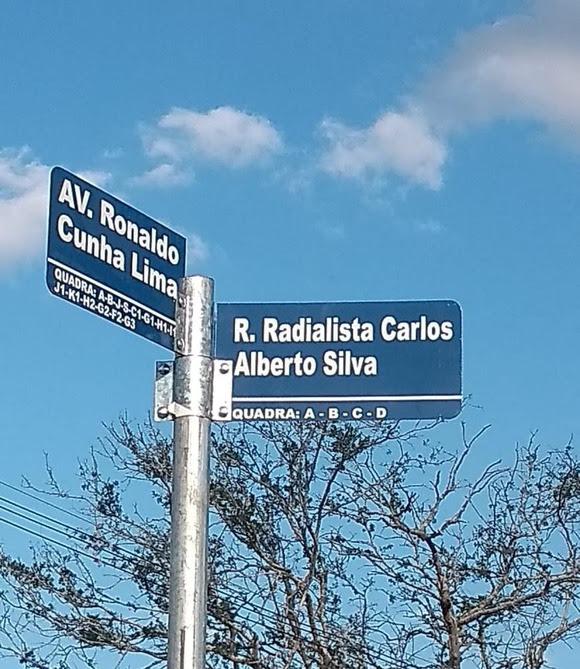 AV. Ronaldo
Cunha Lima
QUADRA: A-B-J-S-C1-G1-H1-I1
J1-K1-H2-G2-F2-G3
R. Radialista Carlos
Alberto Silva
QUADRA: A - B - C - D